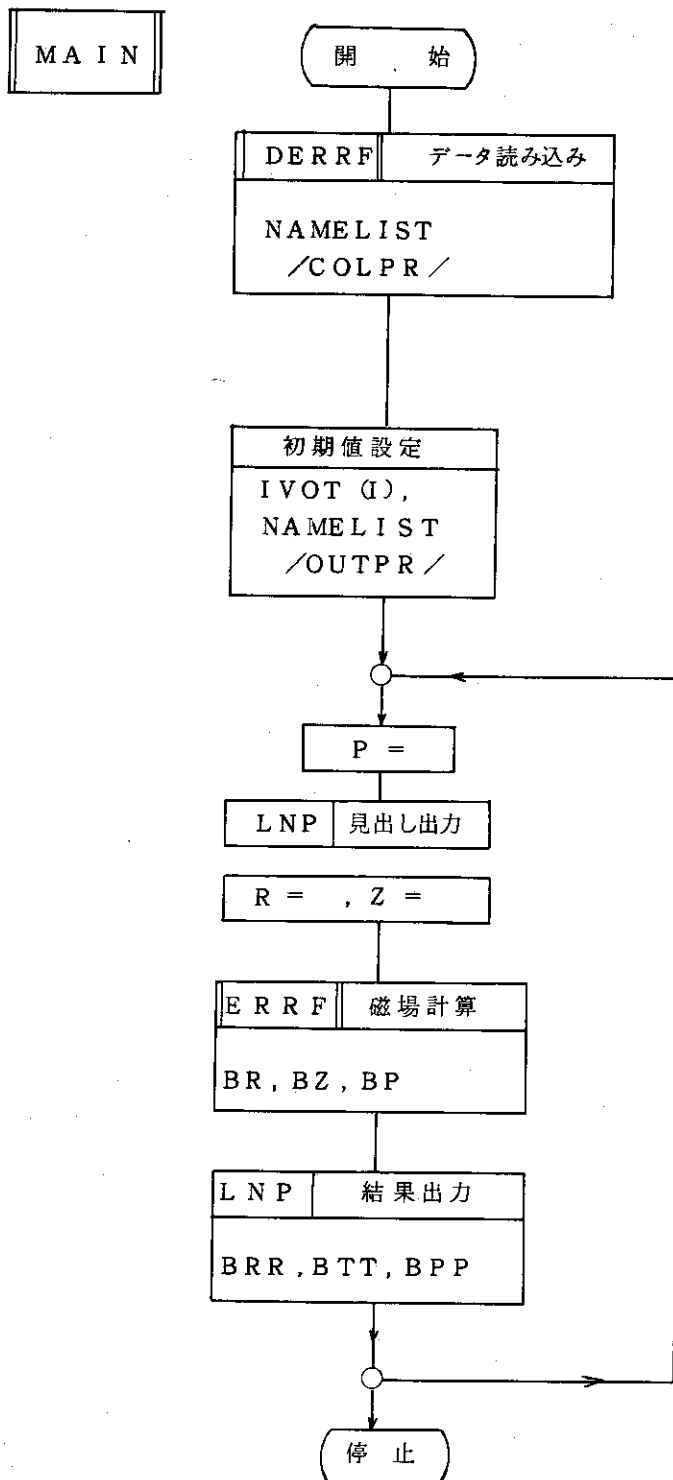 MAIN
開 始
DERRF データ読み込み
NAMELIST
/COLPR/
初期値設定
IVOT (I),
NAMELIST
/OUTPR/
P =
LNP 見出し出力
R = , Z =
ERRF 磁場計算
BR, BZ, BP
LNP 結果出力
BRR, BTT, BPP
停止